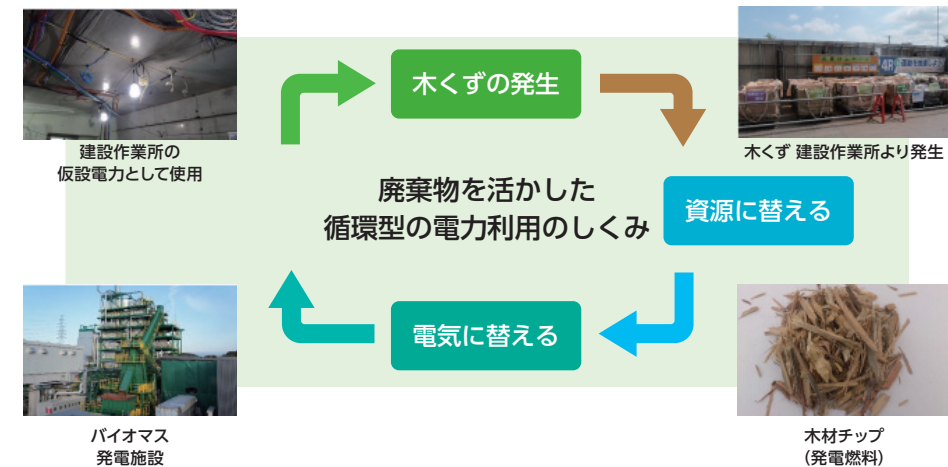 木くずの発生
建設作業所の
仮設電力として使用
木くず 建設作業所より発生
廃棄物を活かした
循環型の電力利用のしくみ
資源に替える
電気に替える
バイオマス
発電施設
木材チップ
（発電燃料）